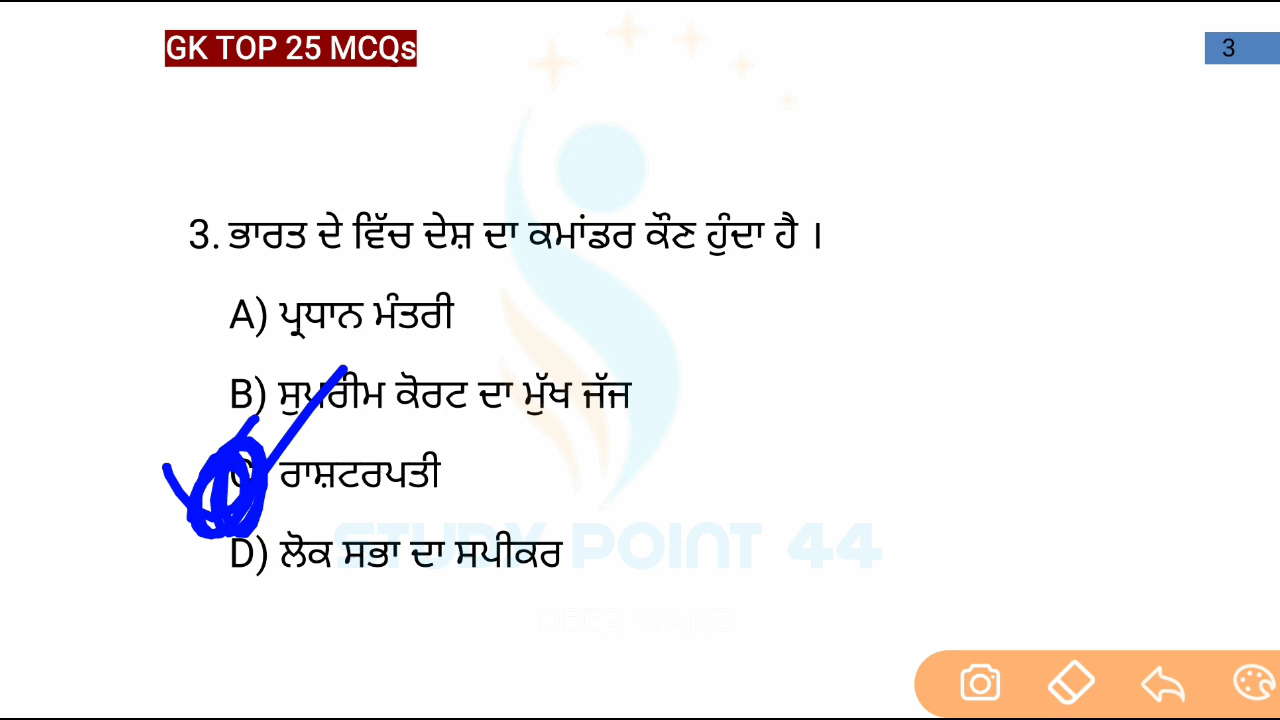 GK TOP 25 MCQs
3
3. ਭਾਰਤ ਦੇ ਵਿੱਚ ਦੇਸ਼ ਦਾ ਕਮਾਂਡਰ ਕੌਣ ਹੁੰਦਾ ਹੈ ।
A) ਪ੍ਰਧਾਨ ਮੰਤਰੀ
B) ਸੁਪਰੀਮ ਕੋਰਟ ਦਾ ਮੁੱਖ ਜੱਜ
C) ਰਾਸ਼ਟਰਪਤੀ
STUDY POINT 44
D) ਲੋਕ ਸਭਾ ਦਾ ਸਪੀਕਰ